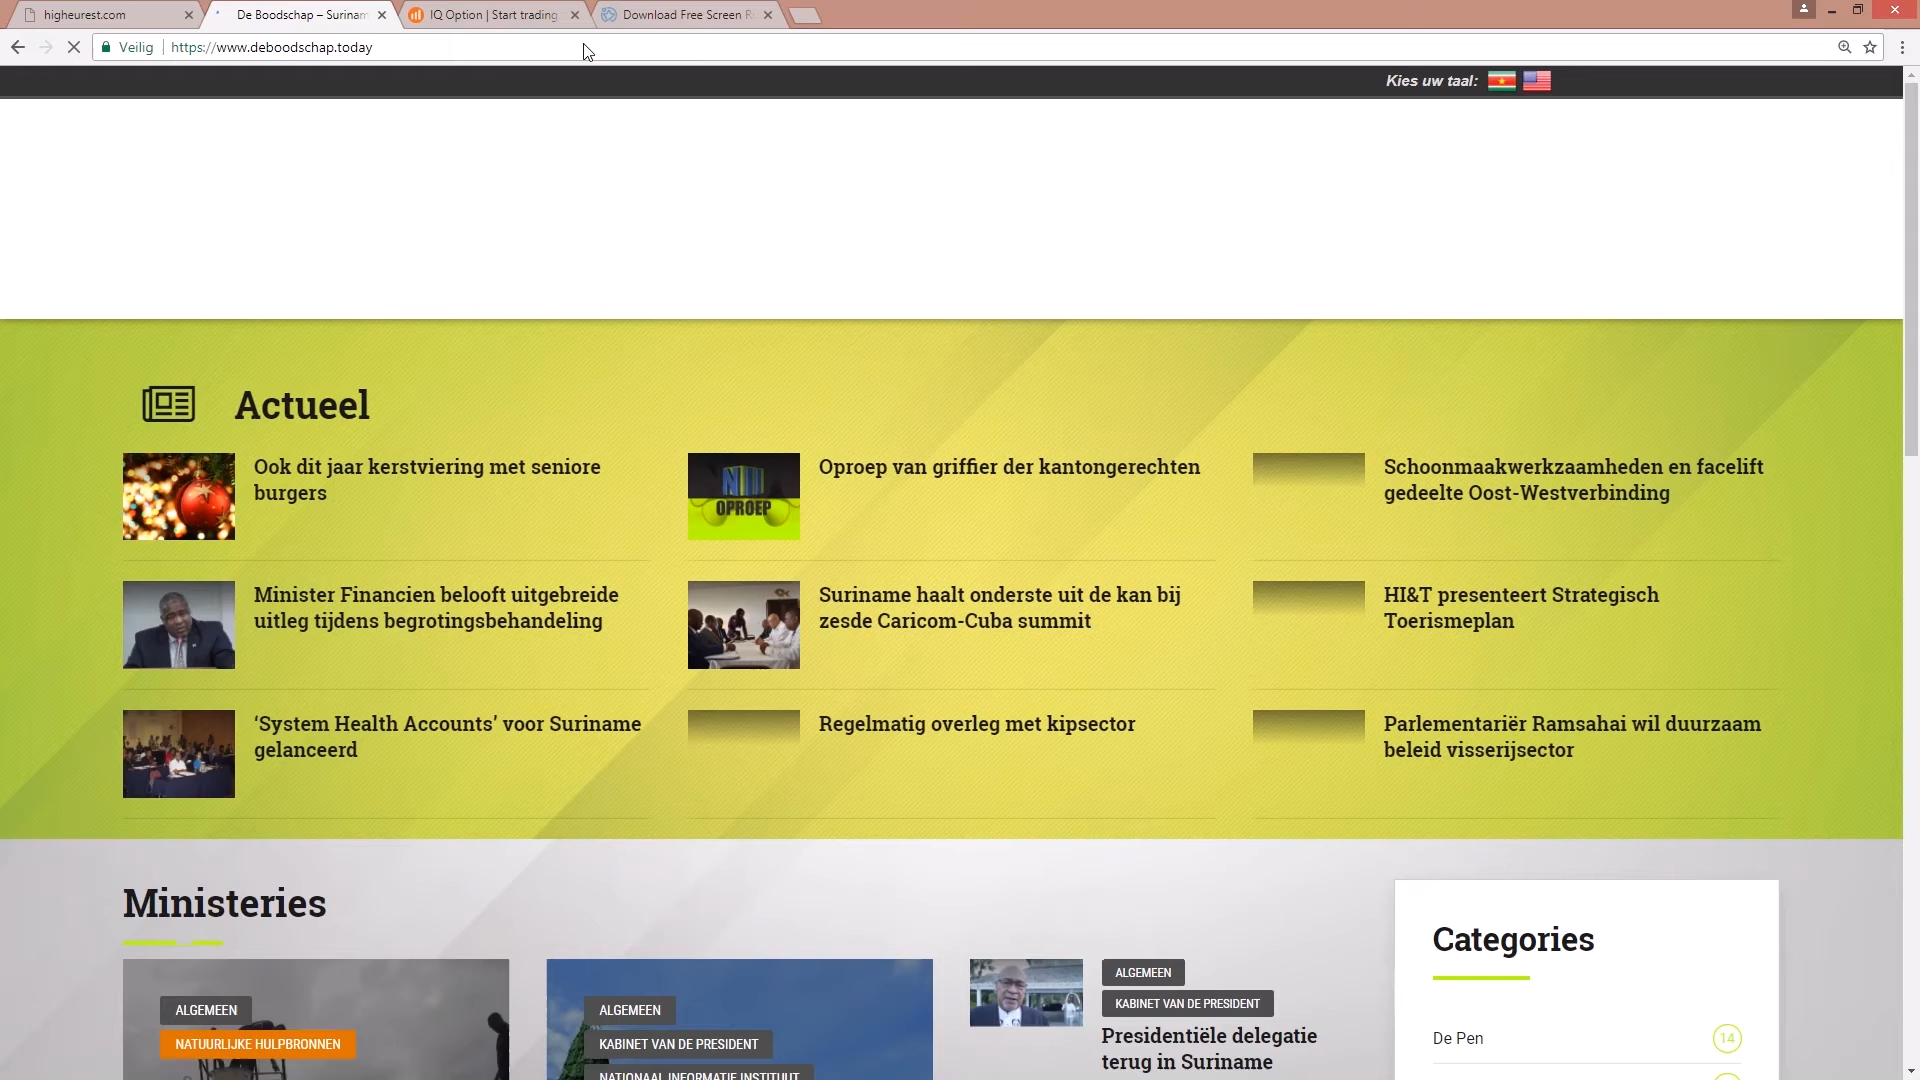 higheurest.com
De Boodschap – Surinam
IQ Option | Start trading
Download Free Screen R
Veilig
https://www.deboodschap.today
Kies uw taal:
Actueel
Ook dit jaar kerstviering met seniore
burgers
NII
OPROEP
Oproep van griffier der kantongerechten
Schoonmaakwerkzaamheden en facelift
gedeelte Oost-Westverbinding
Minister Financien belooft uitgebreide
uitleg tijdens begrotingsbehandeling
Suriname haalt onderste uit de kan bij
zesde Caricom-Cuba summit
HI&T presenteert Strategisch
Toerismeplan
‘System Health Accounts’ voor Suriname
gelanceerd
Regelmatig overleg met kipsector
Parlementariër Ramsahai wil duurzaam
beleid visserijsector
Ministeries
ALGEMEEN
NATUURLIJKE HULPBRONNEN
ALGEMEEN
KABINET VAN DE PRESIDENT
NATIONAAL INFORMATIE INSTITUUT
ALGEMEEN
KABINET VAN DE PRESIDENT
Presidentiële delegatie
terug in Suriname
Categories
De Pen
14